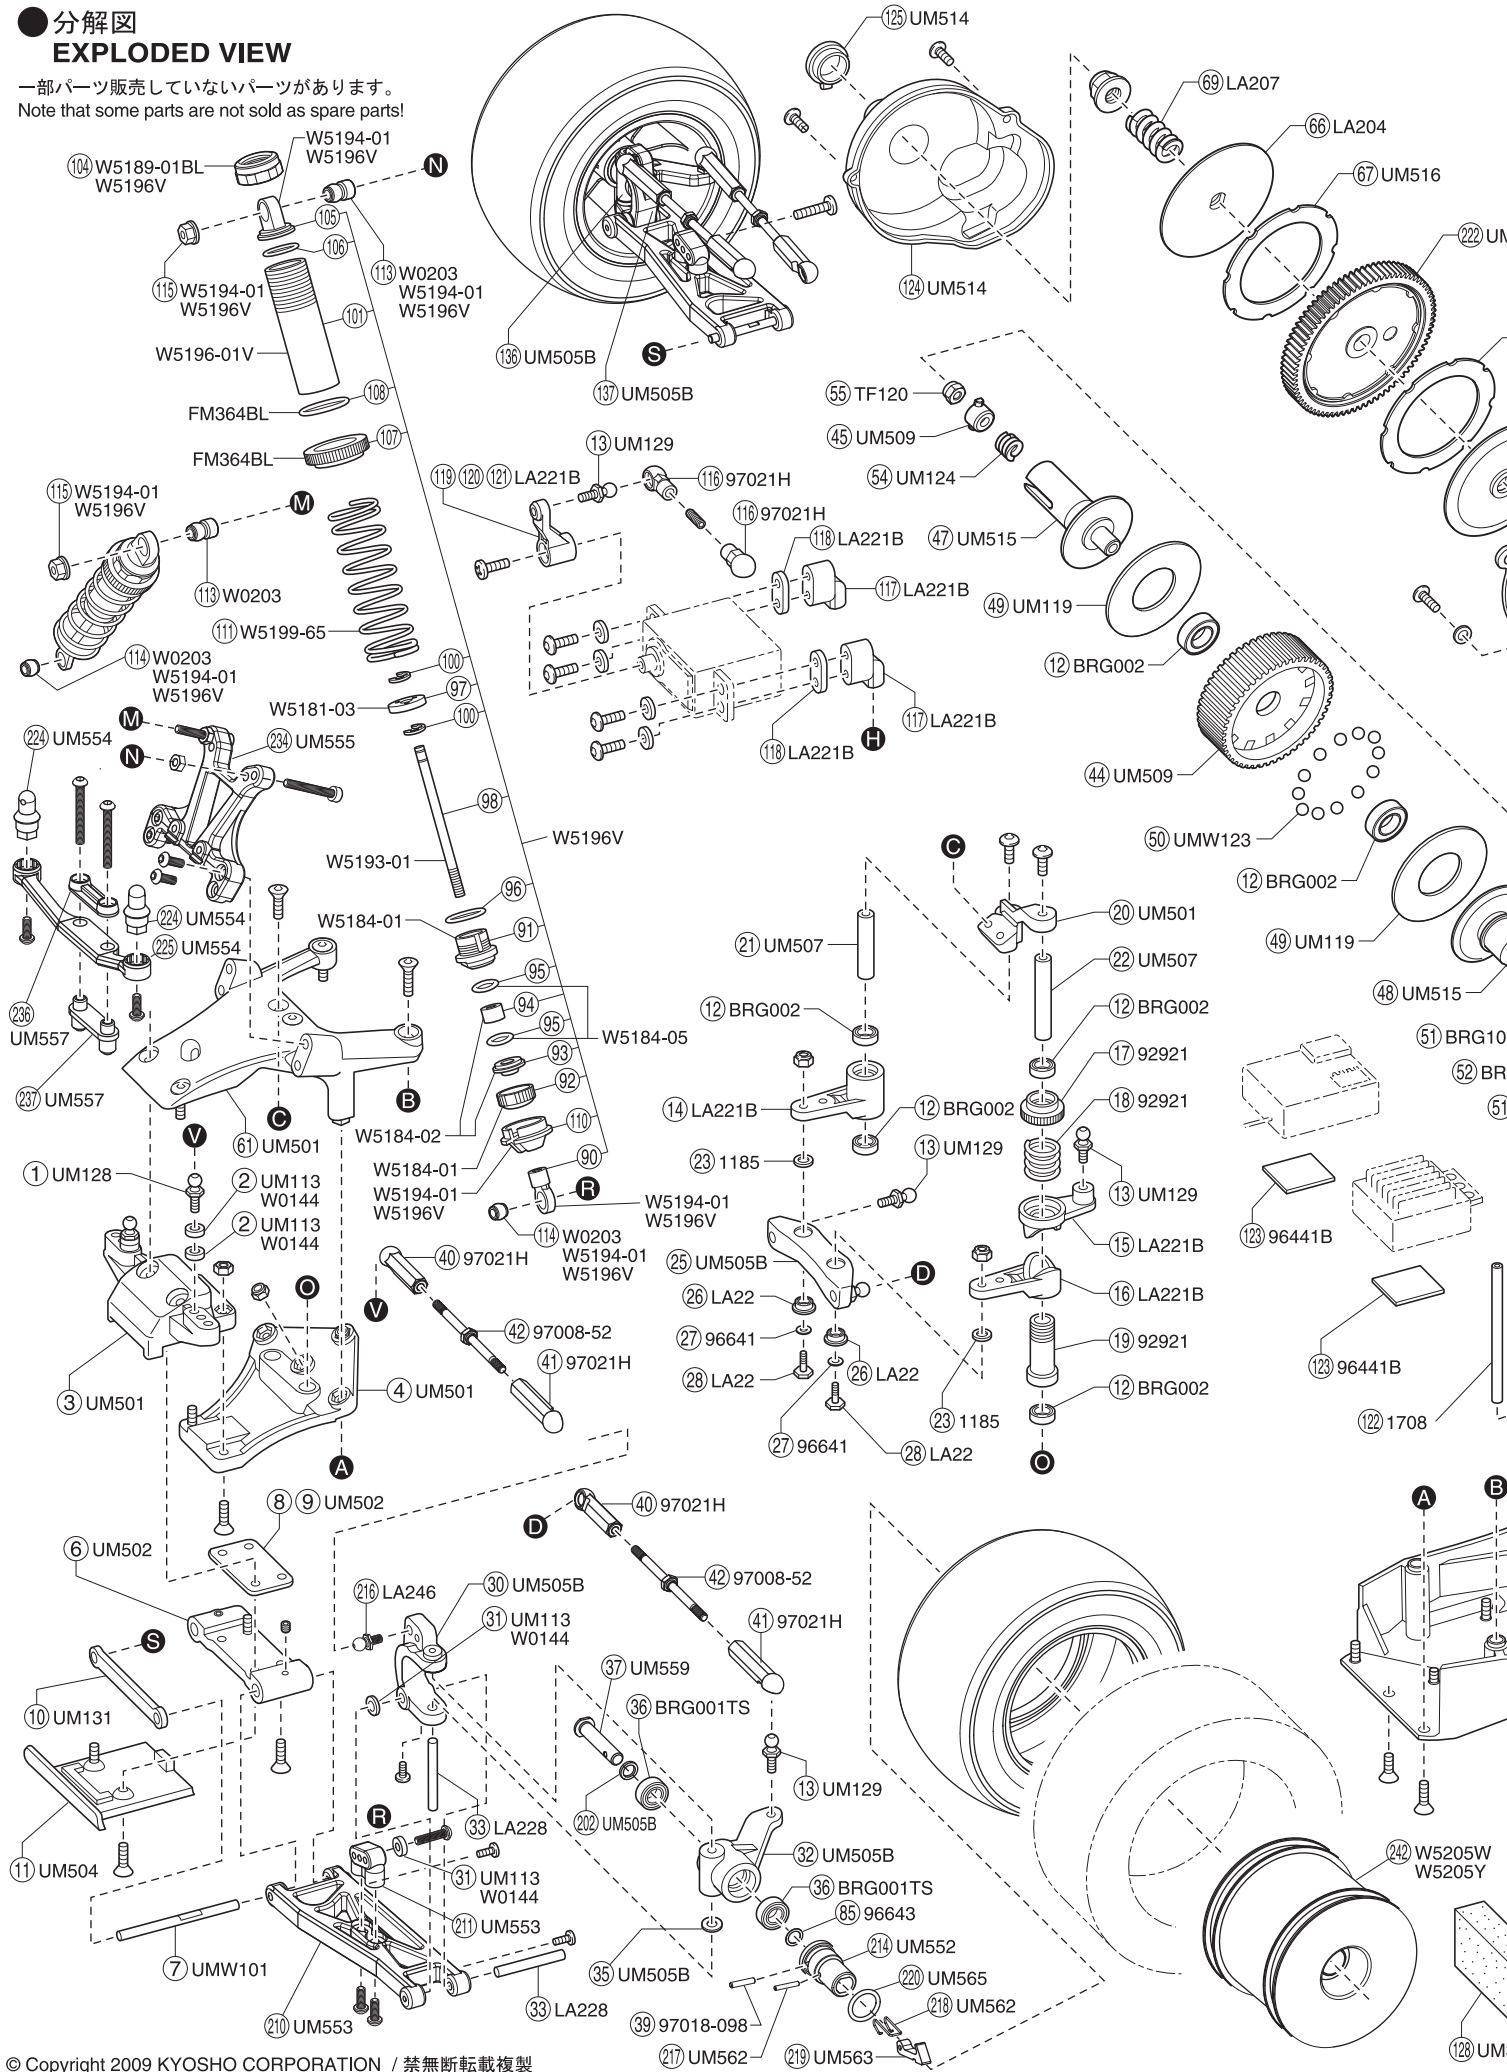 ●分解図
EXPLODED VIEW
一部パーツ販売していないパーツがあります。
Note that some parts are not sold as spare parts!
125 UM514
69 LA207
66 LA204
67 UM516
124 UM514
104 W5189-01BL
W5196V
W5194-01
W5196V
N
105
106
115 W5194-01
W5196V
113 W0203
W5194-01
W5196V
101
W5196-01V
136 UM505B
S
137 UM505B
FM364BL
108
FM364BL
107
55 TF120
45 UM509
54 UM124
47 UM515
13 UM129
119 120 121 LA221B
116 97021H
116 97021H
118 LA221B
117 LA221B
49 UM119
12 BRG002
115 W5194-01
W5196V
M
113 W0203
111 W5199-65
114 W0203
W5194-01
W5196V
100
97
W5181-03
100
117 LA221B
118 LA221B
H
44 UM509
50 UMW123
12 BRG002
49 UM119
48 UM515
224 UM554
M
N
234 UM555
98
W5196V
W5193-01
96
W5184-01
91
224 UM554
225 UM554
95
94
95
W5184-05
93
92
W5184-02
110
W5184-01
W5194-01
W5196V
90
R
W5194-01
W5196V
114 W0203
W5194-01
W5196V
236
UM557
237 UM557
C
B
61 UM501
V
1 UM128
2 UM113
W0144
2 UM113
W0144
O
3 UM501
4 UM501
A
40 97021H
V
42 97008-52
41 97021H
C
20 UM501
21 UM507
22 UM507
12 BRG002
12 BRG002
17 92921
18 92921
14 LA221B
12 BRG002
13 UM129
23 1185
13 UM129
15 LA221B
25 UM505B
D
16 LA221B
26 LA22
27 96641
26 LA22
28 LA22
19 92921
12 BRG002
23 1185
27 96641
28 LA22
O
123 96441B
123 96441B
122 1708
8 9 UM502
6 UM502
S
10 UM131
11 UM504
D
40 97021H
42 97008-52
41 97021H
216 LA246
30 UM505B
31 UM113
W0144
37 UM559
36 BRG001TS
202 UM505B
13 UM129
33 LA228
R
31 UM113
W0144
211 UM553
32 UM505B
36 BRG001TS
85 96643
214 UM552
35 UM505B
220 UM565
218 UM562
39 97018-098
217 UM562
219 UM563
7 UMW101
33 LA228
210 UM553
A
B
242 W5205W
W5205Y
© Copyright 2009 KYOSHO CORPORATION / 禁無断転載複製